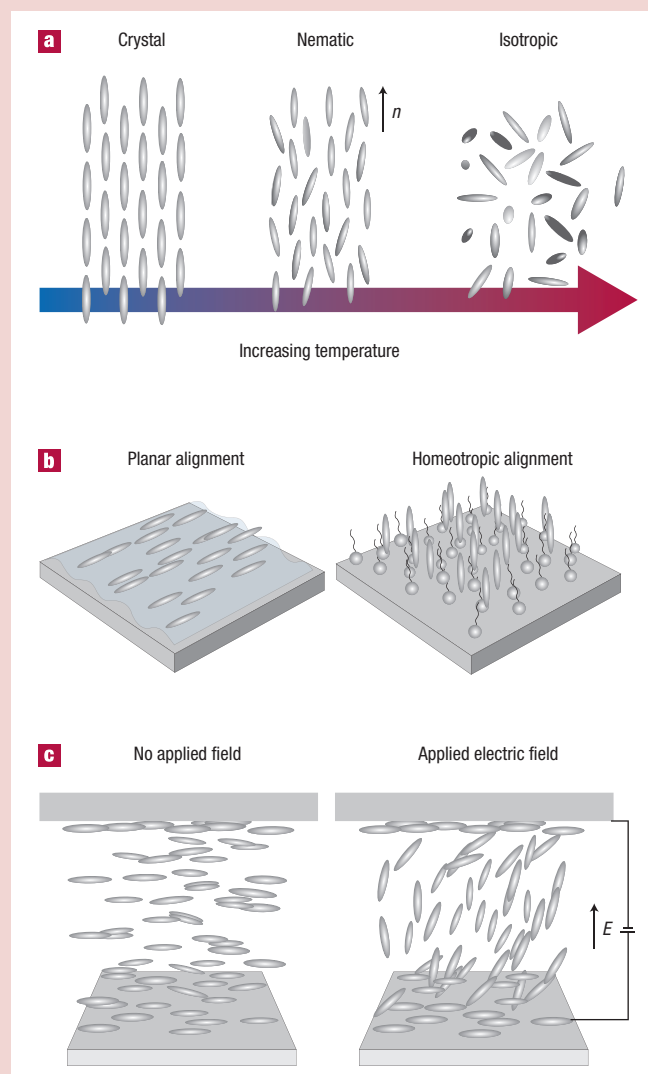 a
Crystal
Nematic
Isotropic
n
Increasing temperature
b
Planar alignment
Homeotropic alignment
c
No applied field
Applied electric field
E